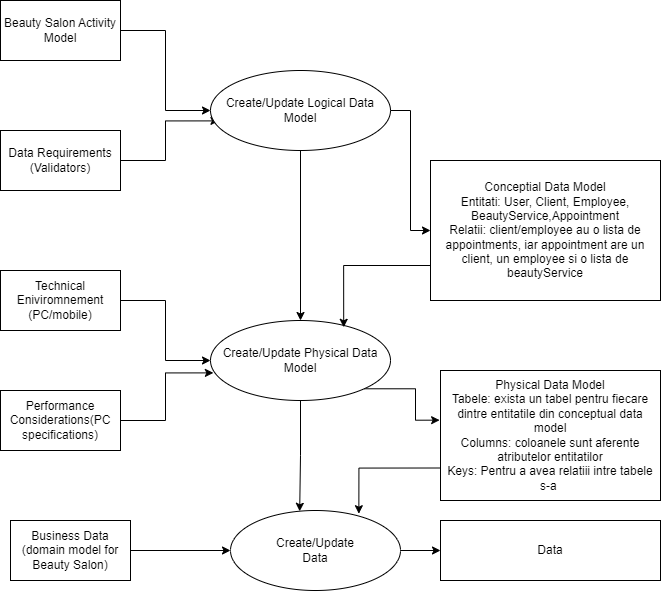 Beauty Salon Activity
Model
Create/Update Logical Data
Model
Data Requirements
(Validators)
Conceptial Data Model
Entitati: User, Client, Employee,
BeautyService,Appointment
Relatii: client/employee au o lista de
appointments, iar appointment are un
client, un employee si o lista de
beautyService
Technical
Eniviromnement
(PC/mobile)
Create/Update Physical Data
Model
Performance
Considerations(PC
specifications)
Physical Data Model
Tabele: exista un tabel pentru fiecare
dintre entitatile din conceptual data
model
Columns: coloanele sunt aferente
atributelor entitatilor
Keys: Pentru a avea relatiii intre tabele
s-a
Business Data
(domain model for
Beauty Salon)
Create/Update
Data
Data